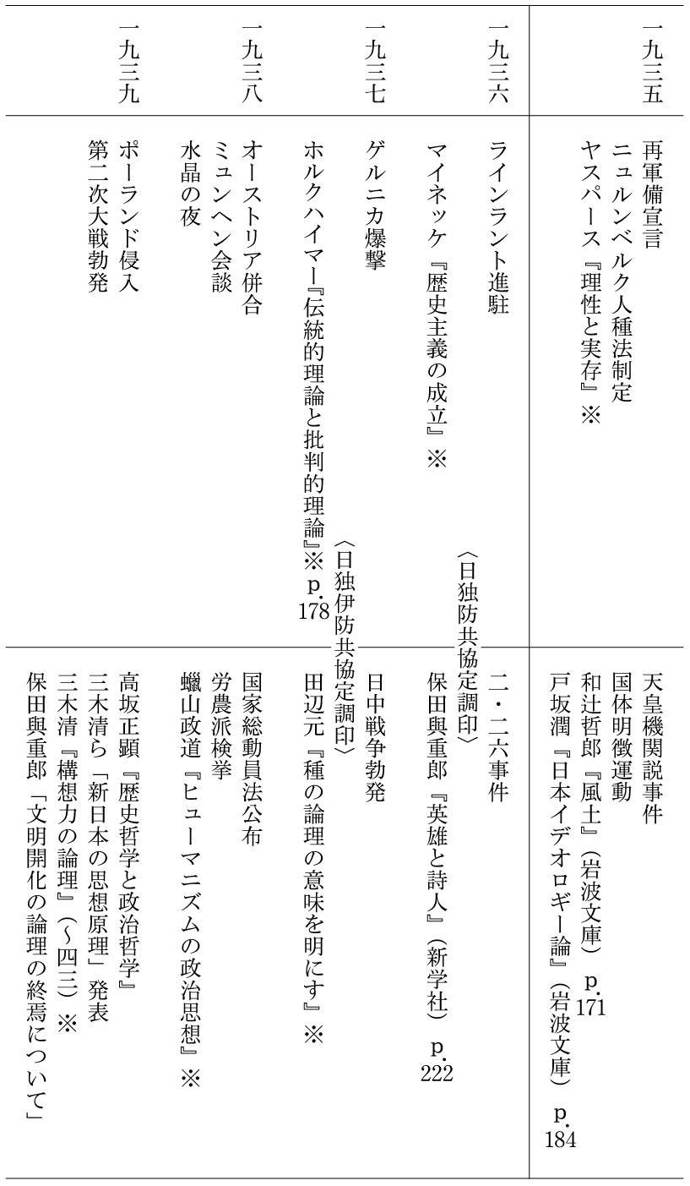 一九三五
再軍備宣言
ニュルンベルク人種法制定
ヤスパース『理性と実存』※
天皇機関説事件
国体明徴運動
和辻哲郎『風土』（岩波文庫）p.171
戸坂潤『日本イデオロギー論』（岩波文庫）p.184
一九三六
ラインラント進駐
マイネッケ『歴史主義の成立』※
〈日独防共協定調印〉
二・二六事件
保田與重郎『英雄と詩人』（新学社）p.222
一九三七
ゲルニカ爆撃
ホルクハイマー『伝統的理論と批判的理論』※p.178
〈日独伊防共協定調印〉
日中戦争勃発
田辺元『種の論理の意味を明にす』※
一九三八
オーストリア併合
ミュンヘン会談
水晶の夜
国家総動員法公布
労農派検挙
蠟山政道『ヒューマニズムの政治思想』※
一九三九
ポーランド侵入
第二次大戦勃発
高坂正顕『歴史哲学と政治哲学』
三木清ら「新日本の思想原理」発表
三木清『構想力の論理』（～四三）※
保田與重郎「文明開化の論理の終焉について」